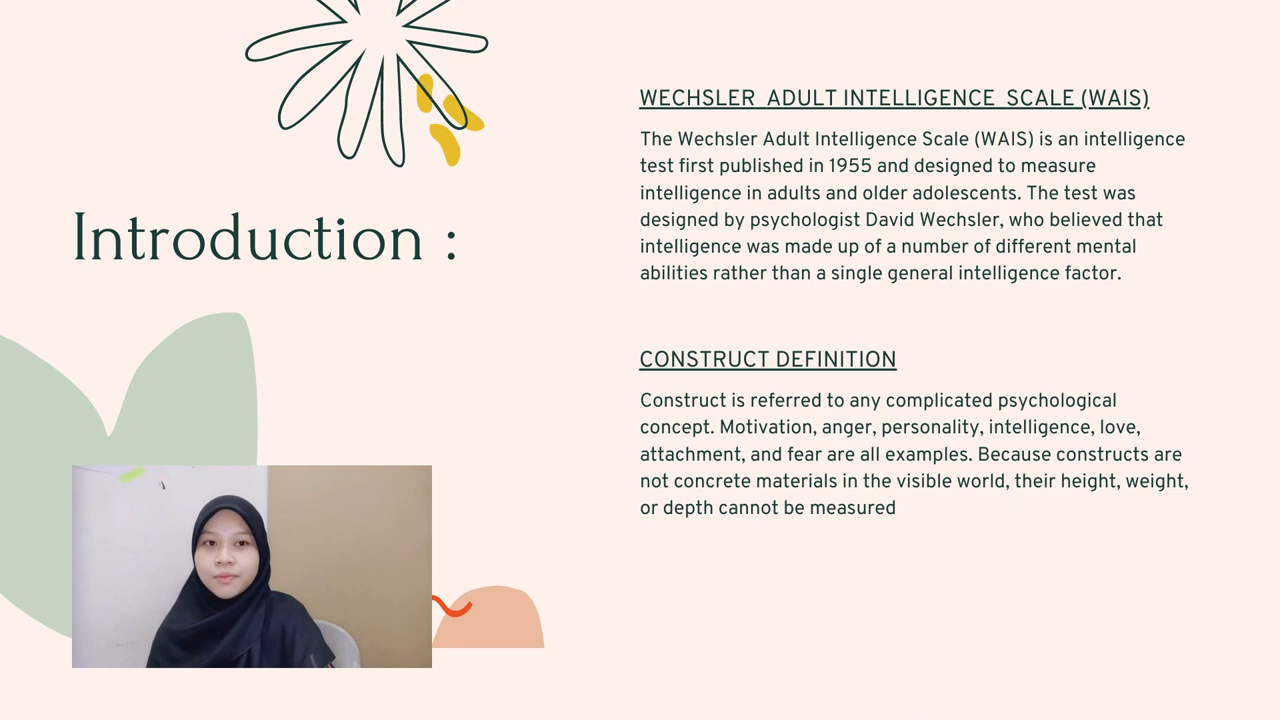 Introduction :
WECHSLER ADULT INTELLIGENCE SCALE (WAIS)
The Wechsler Adult Intelligence Scale (WAIS) is an intelligence
test first published in 1955 and designed to measure
intelligence in adults and older adolescents. The test was
designed by psychologist David Wechsler, who believed that
intelligence was made up of a number of different mental
abilities rather than a single general intelligence factor.
CONSTRUCT DEFINITION
Construct is referred to any complicated psychological
concept. Motivation, anger, personality, intelligence, love,
attachment, and fear are all examples. Because constructs are
not concrete materials in the visible world, their height, weight,
or depth cannot be measured